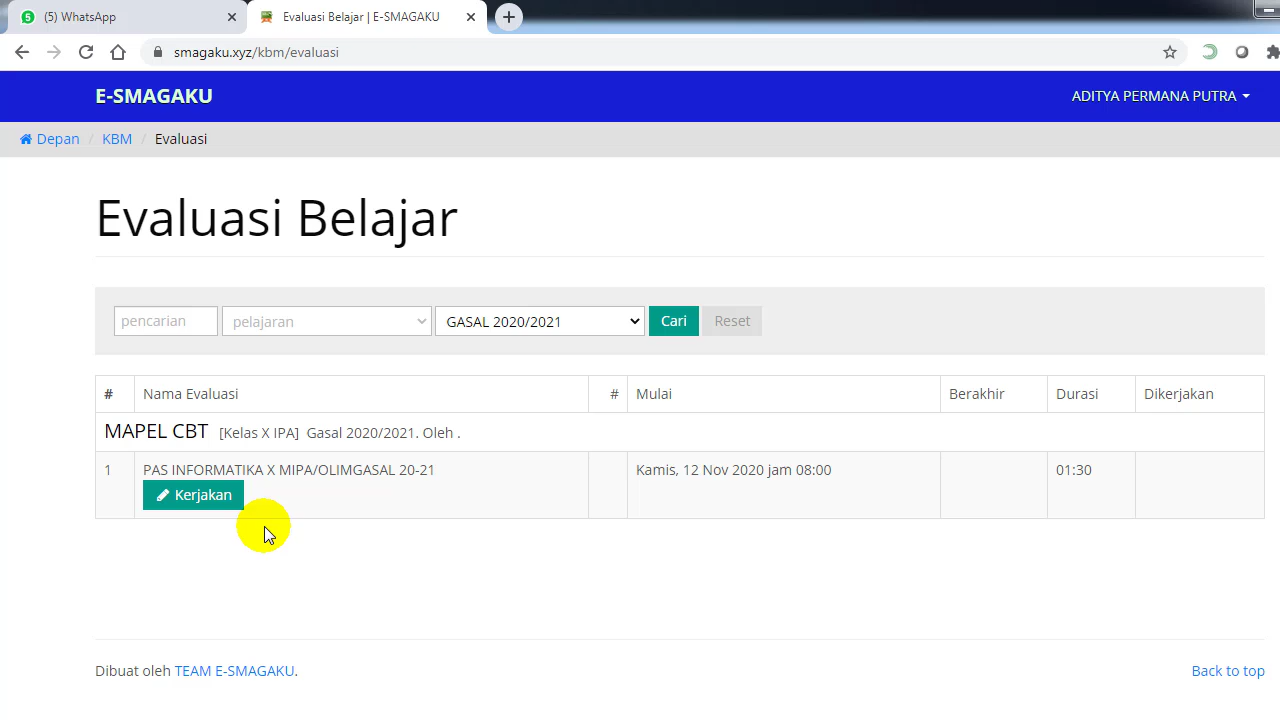 5 (5) WhatsApp
Evaluasi Belajar | E-SMAGAKU
smagaku.xyz/kbm/evaluasi
E-SMAGAKU
ADITYA PERMANA PUTRA
Depan / KBM / Evaluasi
Evaluasi Belajar
pencarian pelajaran GASAL 2020/2021 Cari Reset
# Nama Evaluasi # Mulai Berakhir Durasi Dikerjakan
MAPEL CBT [Kelas X IPA] Gasal 2020/2021. Oleh .
1 PAS INFORMATIKA X MIPA/OLIMGASAL 20-21 Kamis, 12 Nov 2020 jam 08:00 01:30
Kerjakan
Dibuat oleh TEAM E-SMAGAKU. Back to top